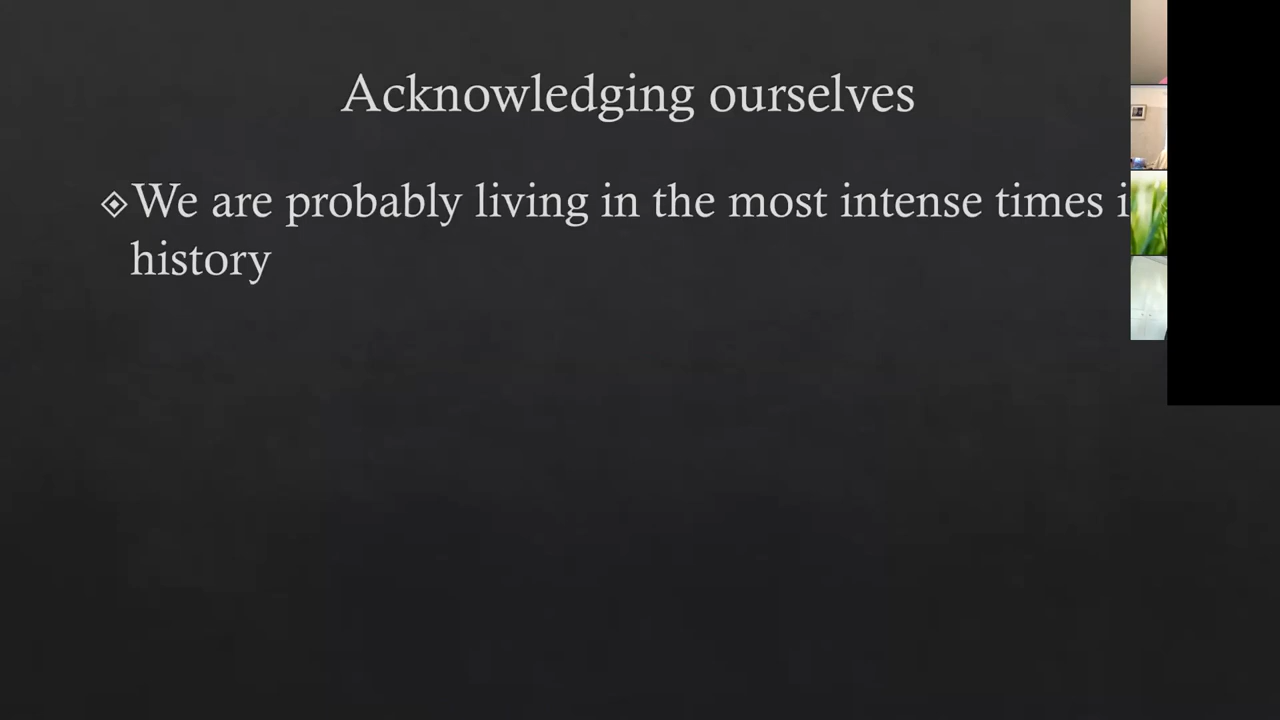 Acknowledging ourselves
We are probably living in the most intense times
history